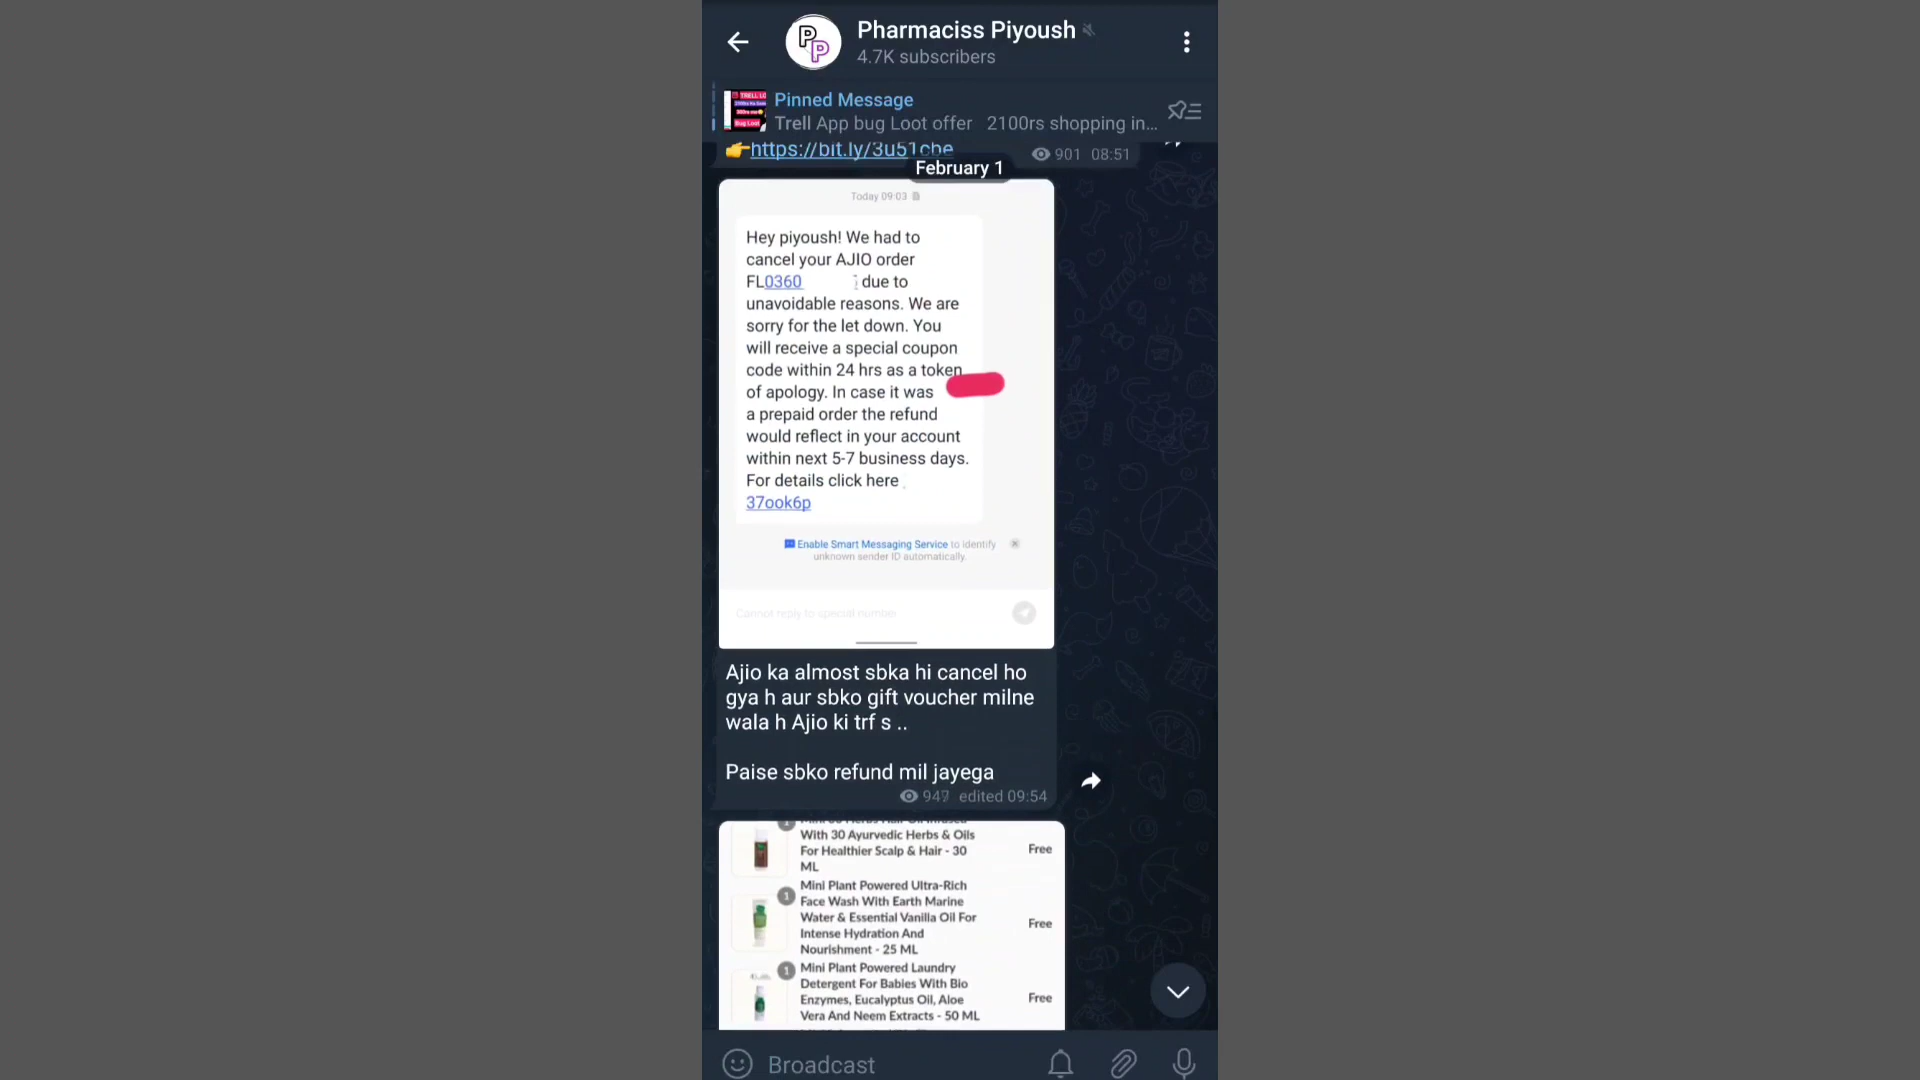 Pharmaciss Piyoush
4.7K subscribers
Pinned Message
Trell App bug Loot offer 2100rs shopping in...
👉https://bit.ly/3u51cbe
901 08:51
February 1
Today 09:03
Hey piyoush! We had to
cancel your AJIO order
FL0360 due to
unavoidable reasons. We are
sorry for the let down. You
will receive a special coupon
code within 24 hrs as a token
of apology. In case it was
a prepaid order the refund
would reflect in your account
within next 5-7 business days.
For details click here
37ook6p
Enable Smart Messaging Service to identify
unknown sender ID automatically.
Cannot reply to special number
Ajio ka almost sbka hi cancel ho
gya h aur sbko gift voucher milne
wala h Ajio ki trf s ..
Paise sbko refund mil jayega
edited 09:54
With 30 Ayurvedic Herbs & Oils
For Healthier Scalp & Hair - 30
ML
Free
1
Mini Plant Powered Ultra-Rich
Face Wash With Earth Marine
Water & Essential Vanilla Oil For
Intense Hydration And
Nourishment - 25 ML
Free
1
Mini Plant Powered Laundry
Detergent For Babies With Bio
Enzymes, Eucalyptus Oil, Aloe
Vera And Neem Extracts - 50 ML
Free
Broadcast